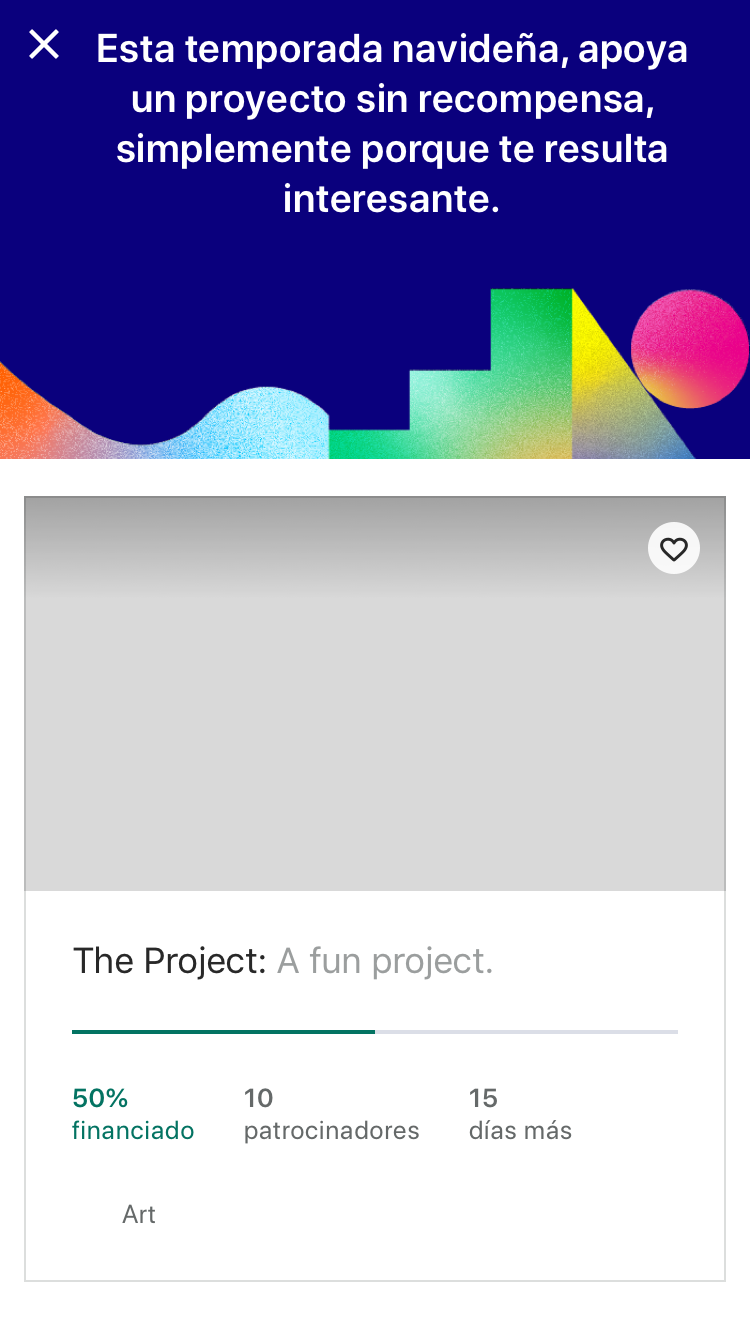 Esta temporada navideña, apoya
un proyecto sin recompensa,
simplemente porque te resulta
interesante.
The Project: A fun project.
50%
financiado
10
patrocinadores
15
días más
Art